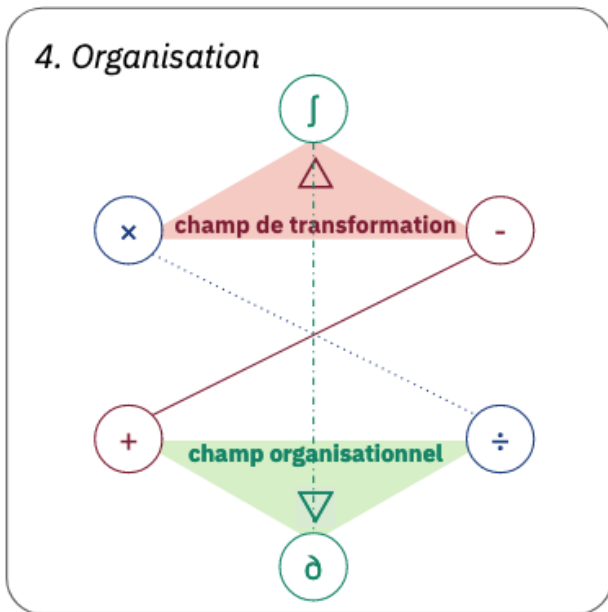 4. Organisation
∫
× champ de transformation -
+ ÷
champ organisationnel
∂